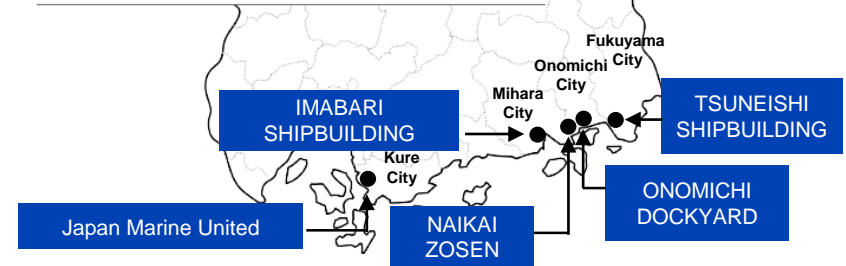 Fukuyama
City
Onomichi
City
Mihara
City
IMABARI
SHIPBUILDING
TSUNEISHI
SHIPBUILDING
Kure
City
ONOMICHI
DOCKYARD
Japan Marine United
NAIKAI
ZOSEN